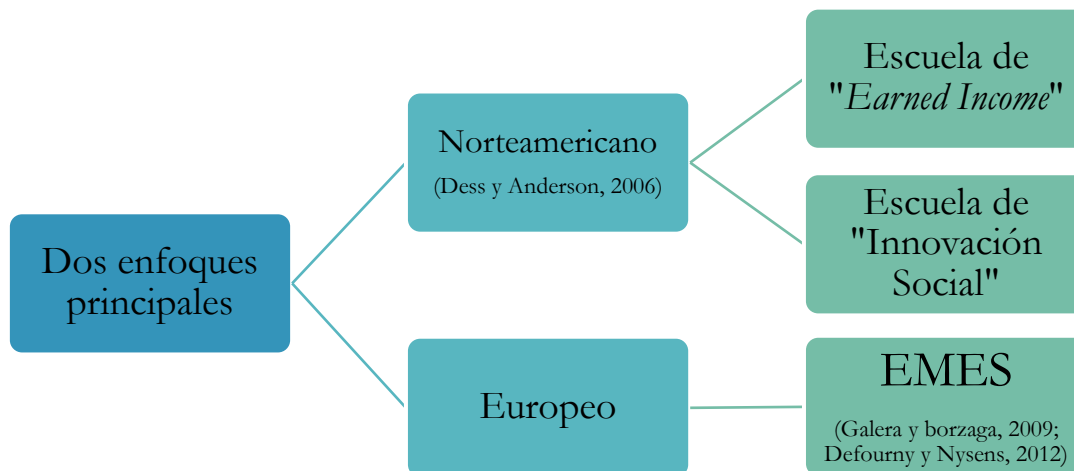 Dos enfoques
principales
Norteamericano
(Dess y Anderson, 2006)
Escuela de
"Earned Income"
Escuela de
"Innovación
Social"
Europeo
EMES
(Galera y borzaga, 2009;
Defourny y Nysens, 2012)